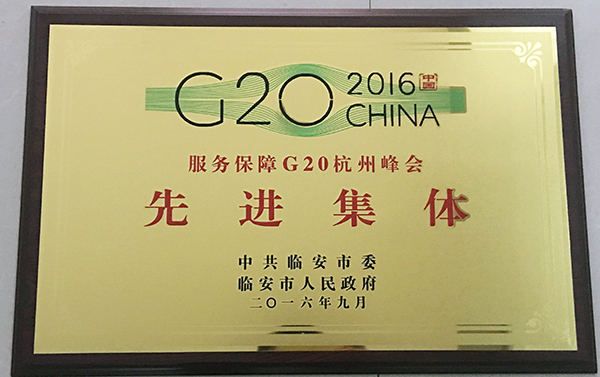 G20 2016 中国
CHINA
服务保障G20杭州峰会
先进集体
中共临安市委
临安市人民政府
二〇一六年九月